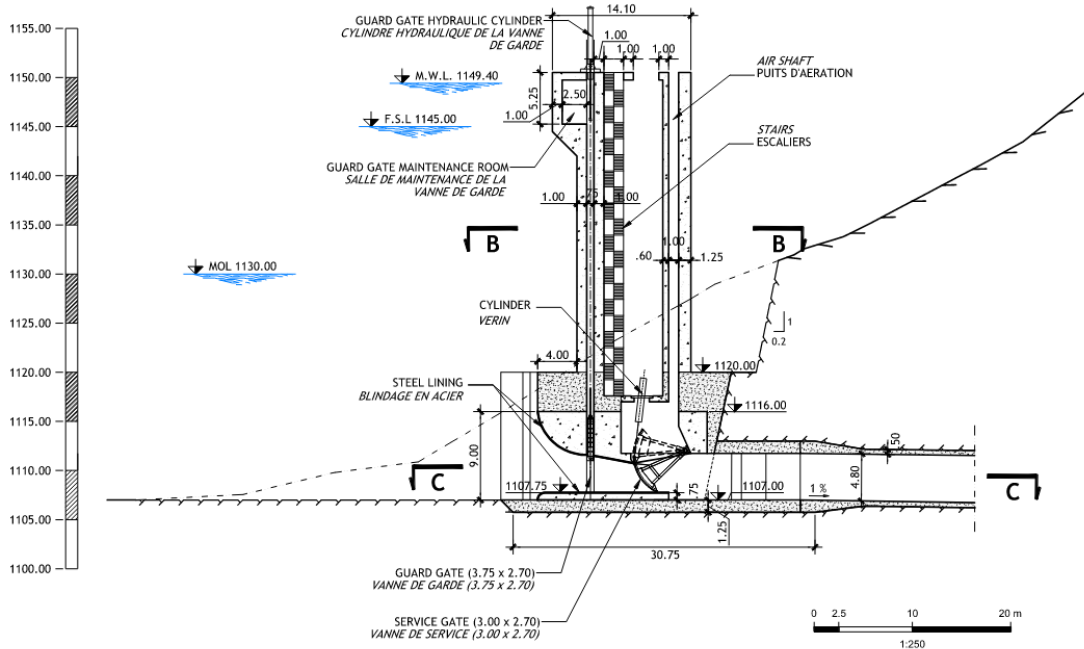 1155.00
1150.00
1145.00
1140.00
1135.00
1130.00
1125.00
1120.00
1115.00
1110.00
1105.00
1100.00
14.10
GUARD GATE HYDRAULIC CYLINDER
CYLINDRE HYDRAULIQUE DE LA VANNE
DE GARDE
1.00
1.00
1.00
AIR SHAFT
PUITS D'AERATION
M.W.L. 1149.40
5.25
2.50
1.00
F.S.L 1145.00
STAIRS
ESCALIERS
GUARD GATE MAINTENANCE ROOM
SALLE DE MAINTENANCE DE LA
VANNE DE GARDE
1.00
.75
1.00
B
B
1.00
.60
1.25
MOL 1130.00
CYLINDER
VERIN
1
0.2
4.00
1120.00
STEEL LINING
BLINDAGE EN ACIER
1116.00
9.00
.50
C
C
4.80
1107.75
.75
1107.00
1
1.25
30.75
GUARD GATE (3.75 x 2.70)
VANNE DE GARDE (3.75 x 2.70)
SERVICE GATE (3.00 x 2.70)
VANNE DE SERVICE (3.00 x 2.70)
0 2.5 10 20 m
1:250